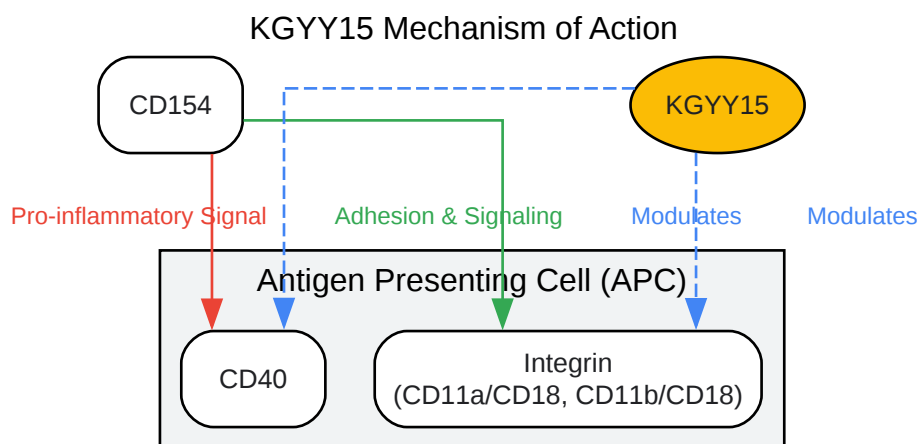 KGYY15 Mechanism of Action
CD154
KGYY15
Pro-inflammatory Signal
Adhesion & Signaling
Modulates
Modulates
Antigen Presenting Cell (APC)
CD40
Integrin
(CD11a/CD18, CD11b/CD18)